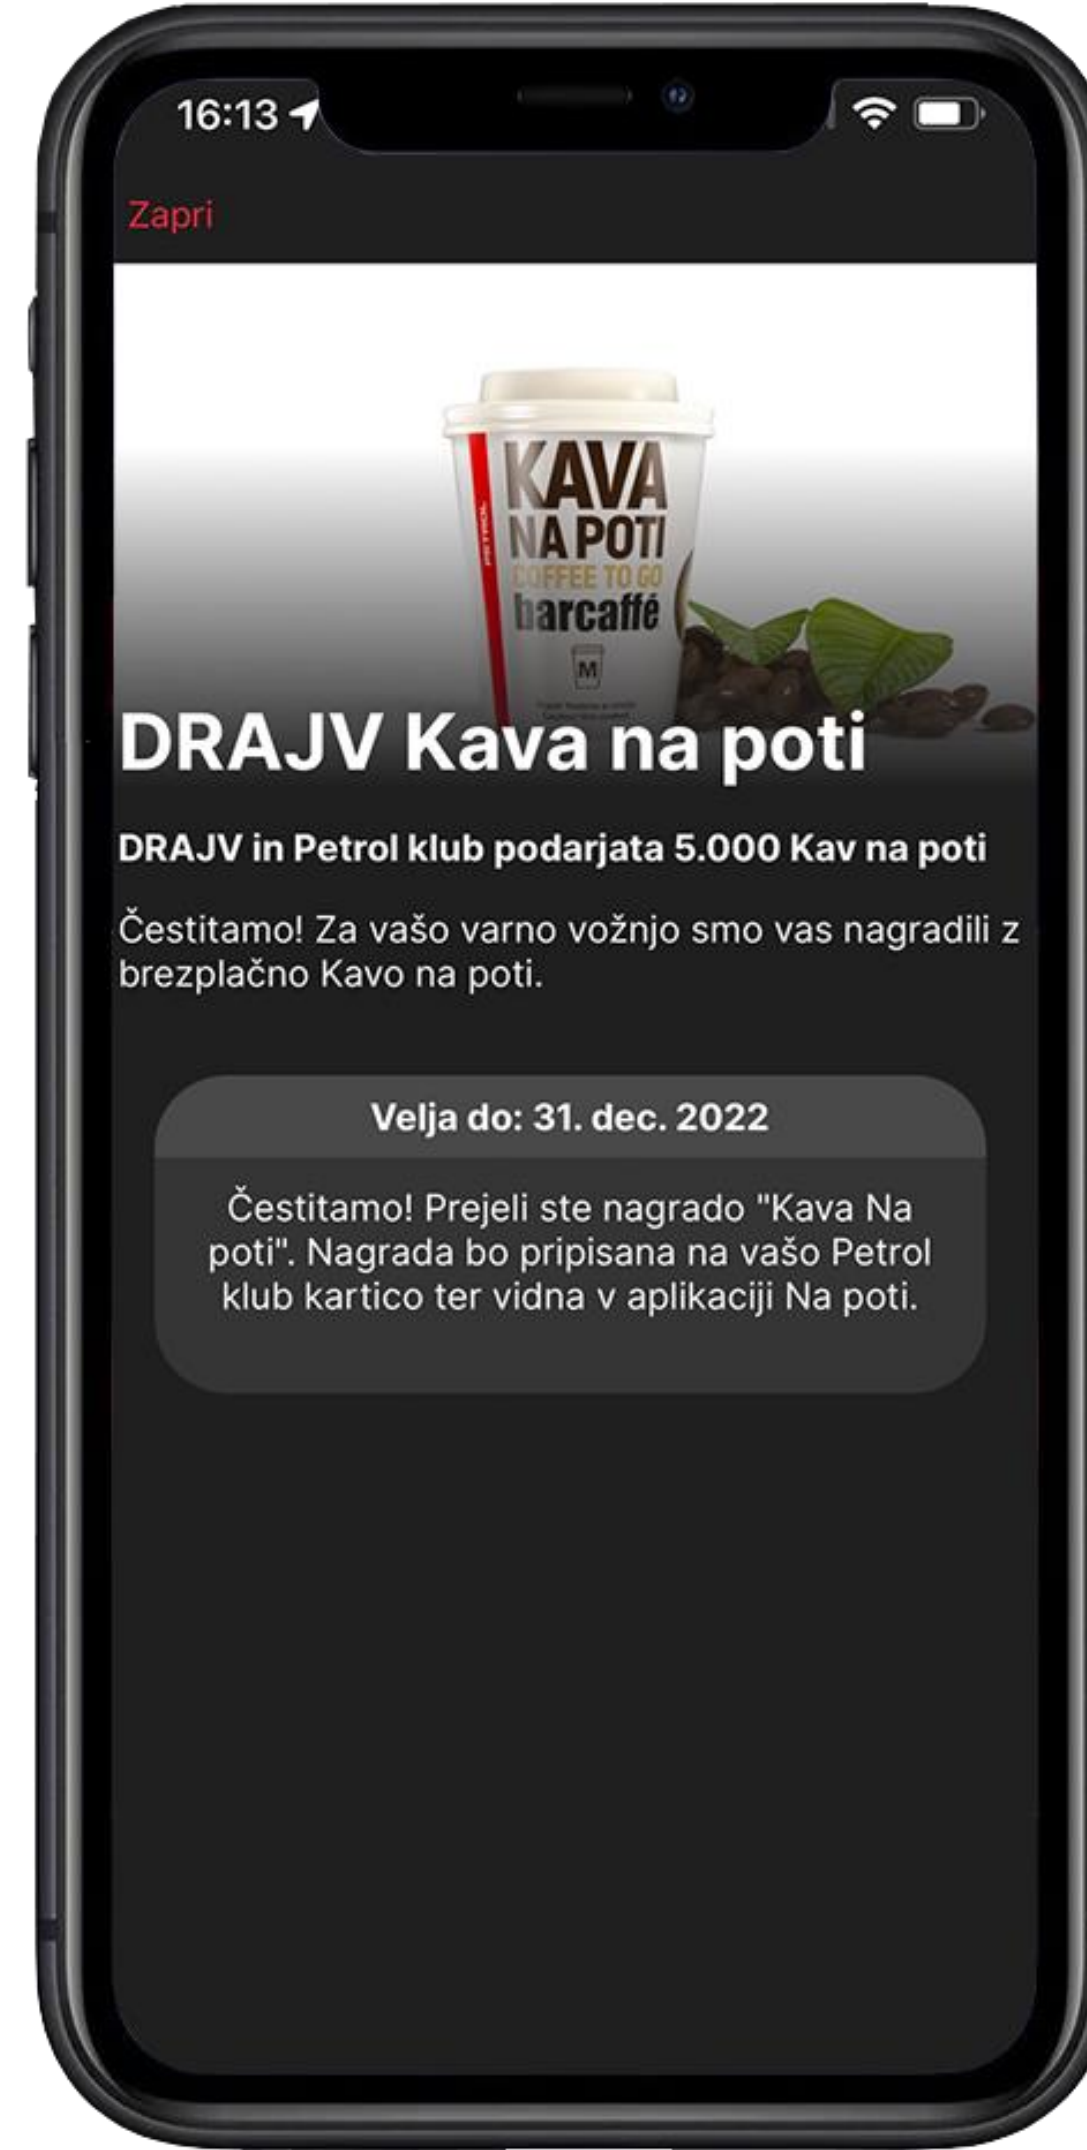 16:13
Zapri
PETROL
KAVA
NA POTI
COFFEE TO GO
barcaffé
M
DRAJV Kava na poti
DRAJV in Petrol klub podarjata 5.000 Kav na poti
Čestitamo! Za vašo varno vožnjo smo vas nagradili z
brezplačno Kavo na poti.
Velja do: 31. dec. 2022
Čestitamo! Prejeli ste nagrado "Kava Na
poti". Nagrada bo pripisana na vašo Petrol
klub kartico ter vidna v aplikaciji Na poti.